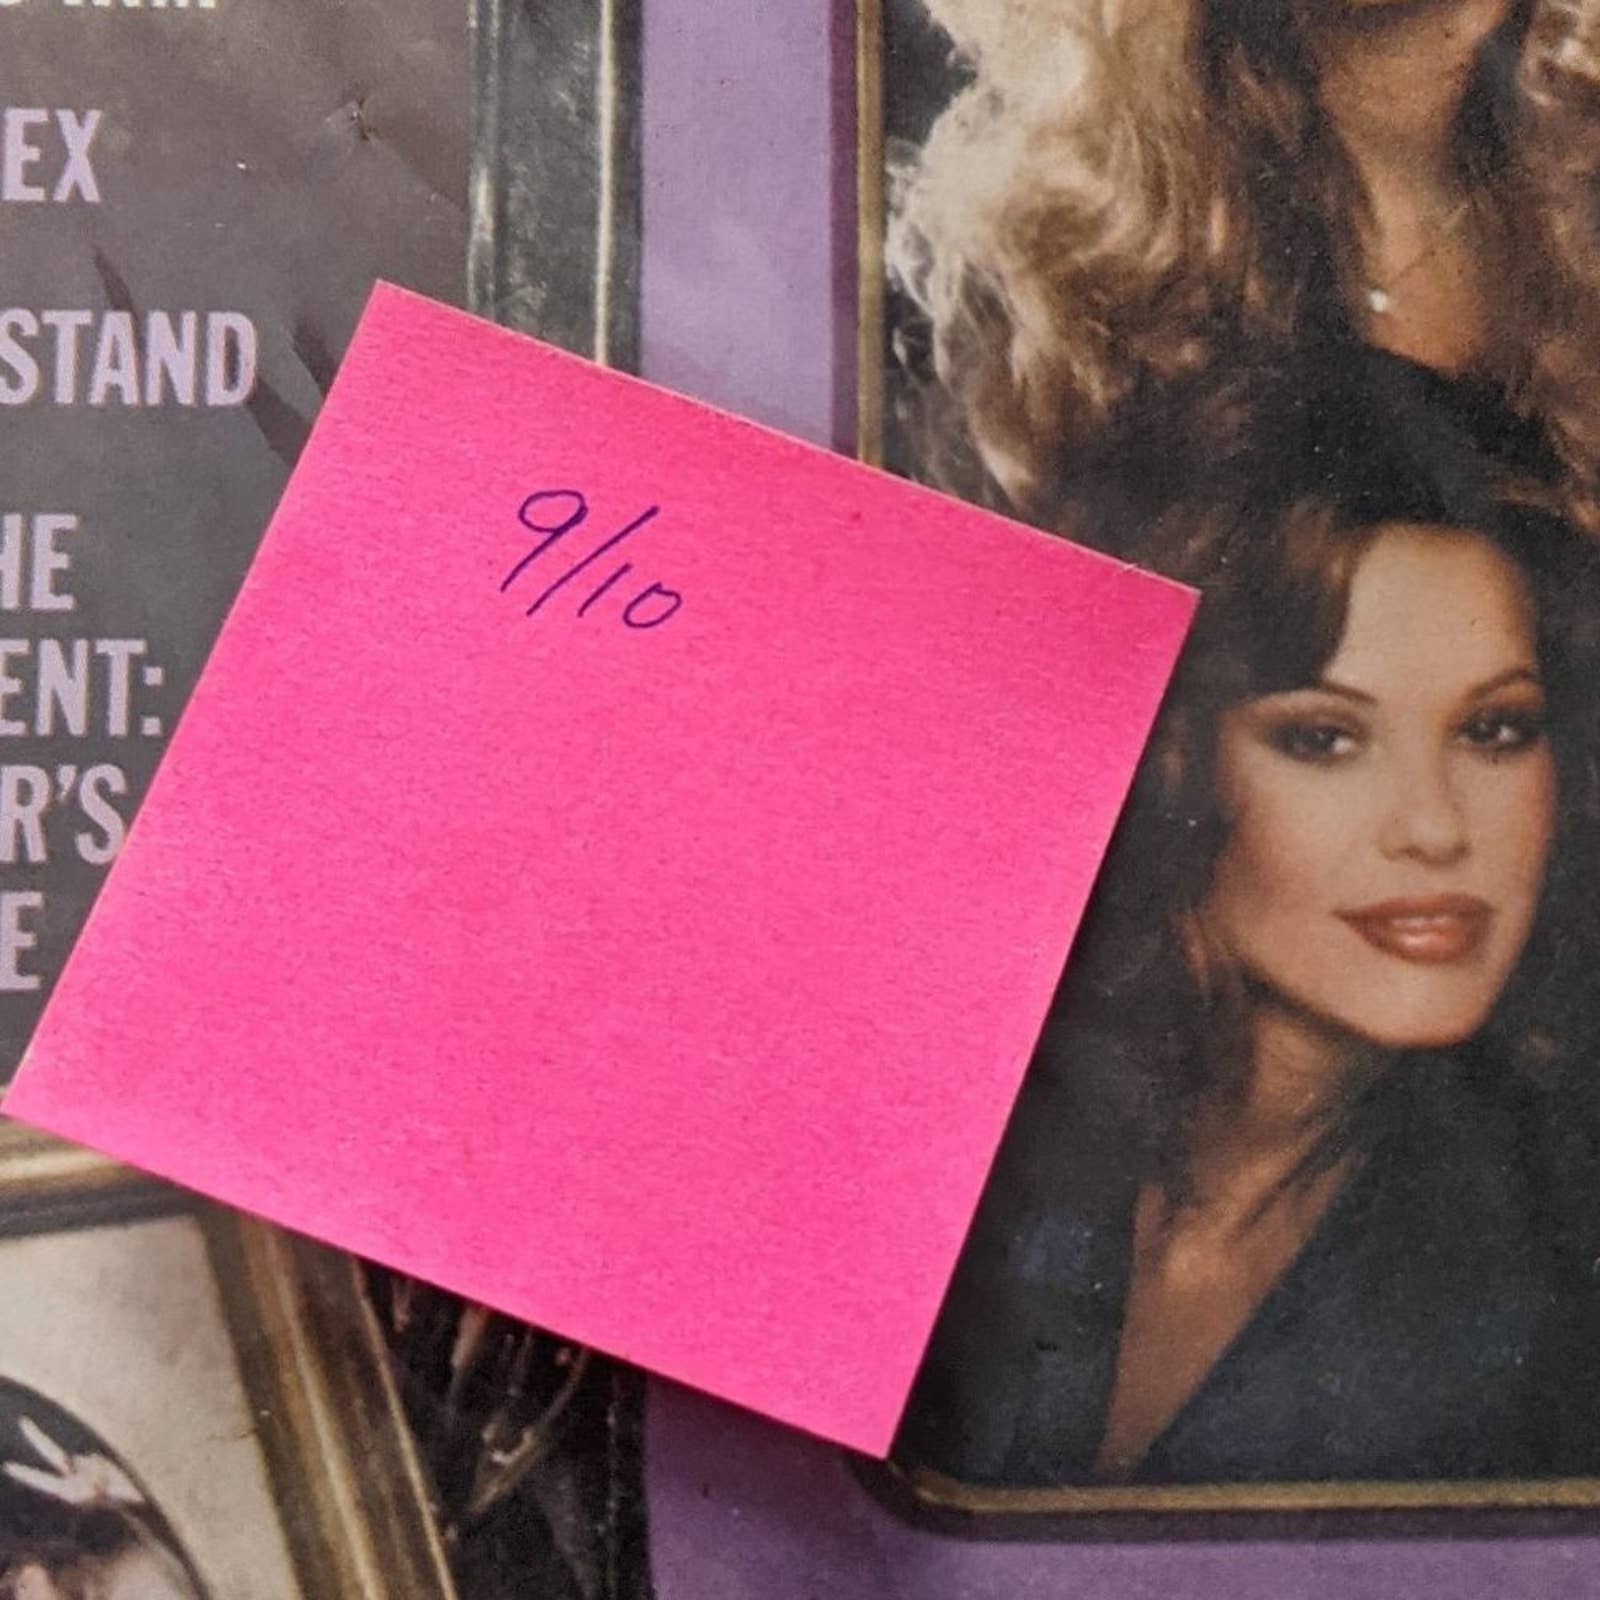 EX
STAND
HE
ENT:
R'S
E
9/10